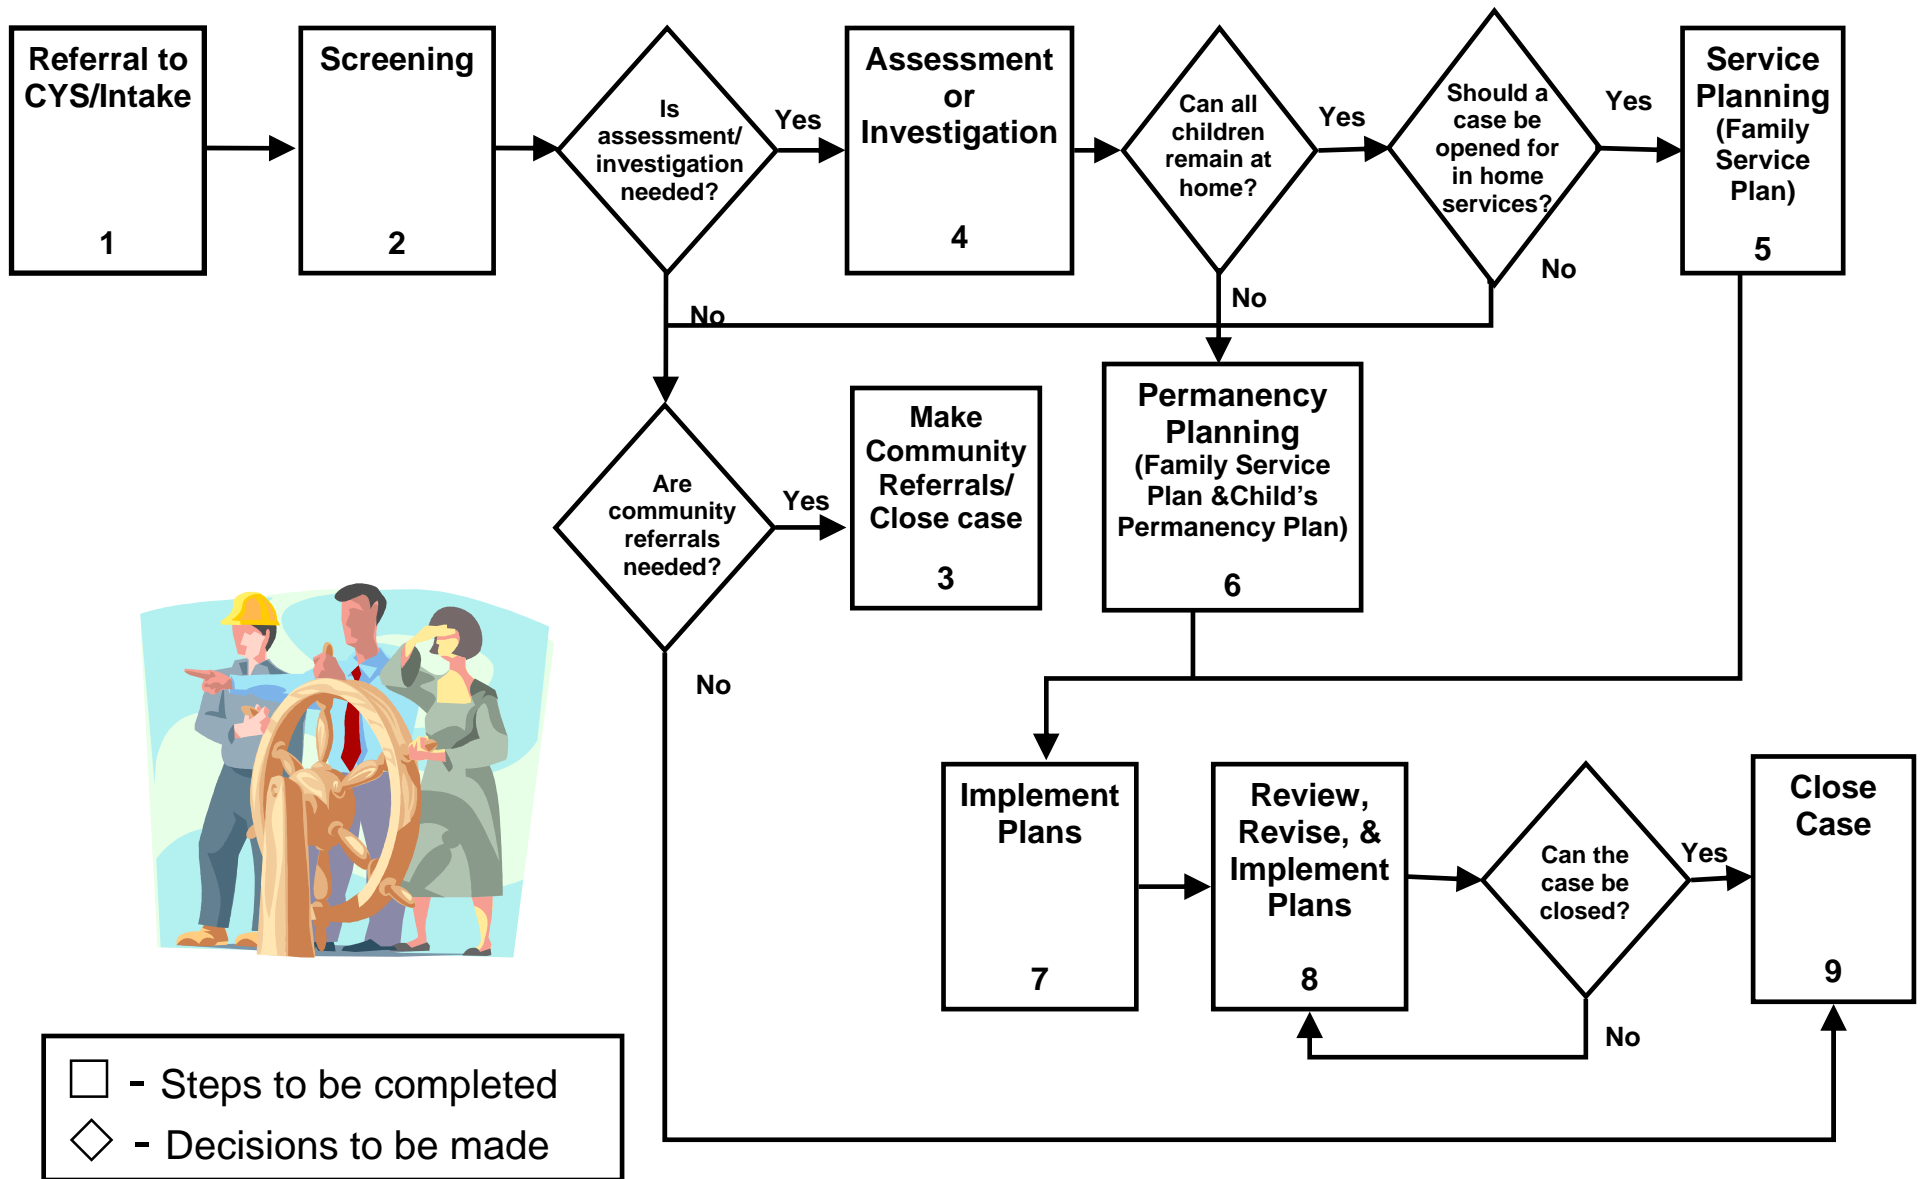 Referral to
CYS/Intake
1
Screening
2
Is
assessment/
investigation
needed?
Yes
No
Assessment
or
Investigation
4
Can all
children
remain at
home?
Yes
No
Should a
case be
opened for
in home
services?
Yes
No
Service
Planning
(Family
Service
Plan)
5
Are
community
referrals
needed?
Yes
No
Make
Community
Referrals/
Close case
3
Permanency
Planning
(Family Service
Plan &Child's
Permanency Plan)
6
Implement
Plans
7
Review,
Revise, &
Implement
Plans
8
Can the
case be
closed?
Yes
No
Close
Case
9
- Steps to be completed
- Decisions to be made